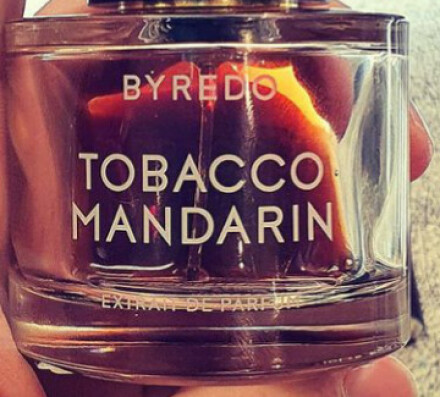 BYREDO
TOBACCO
MANDARIN
EXTRAIT DE PARFUM